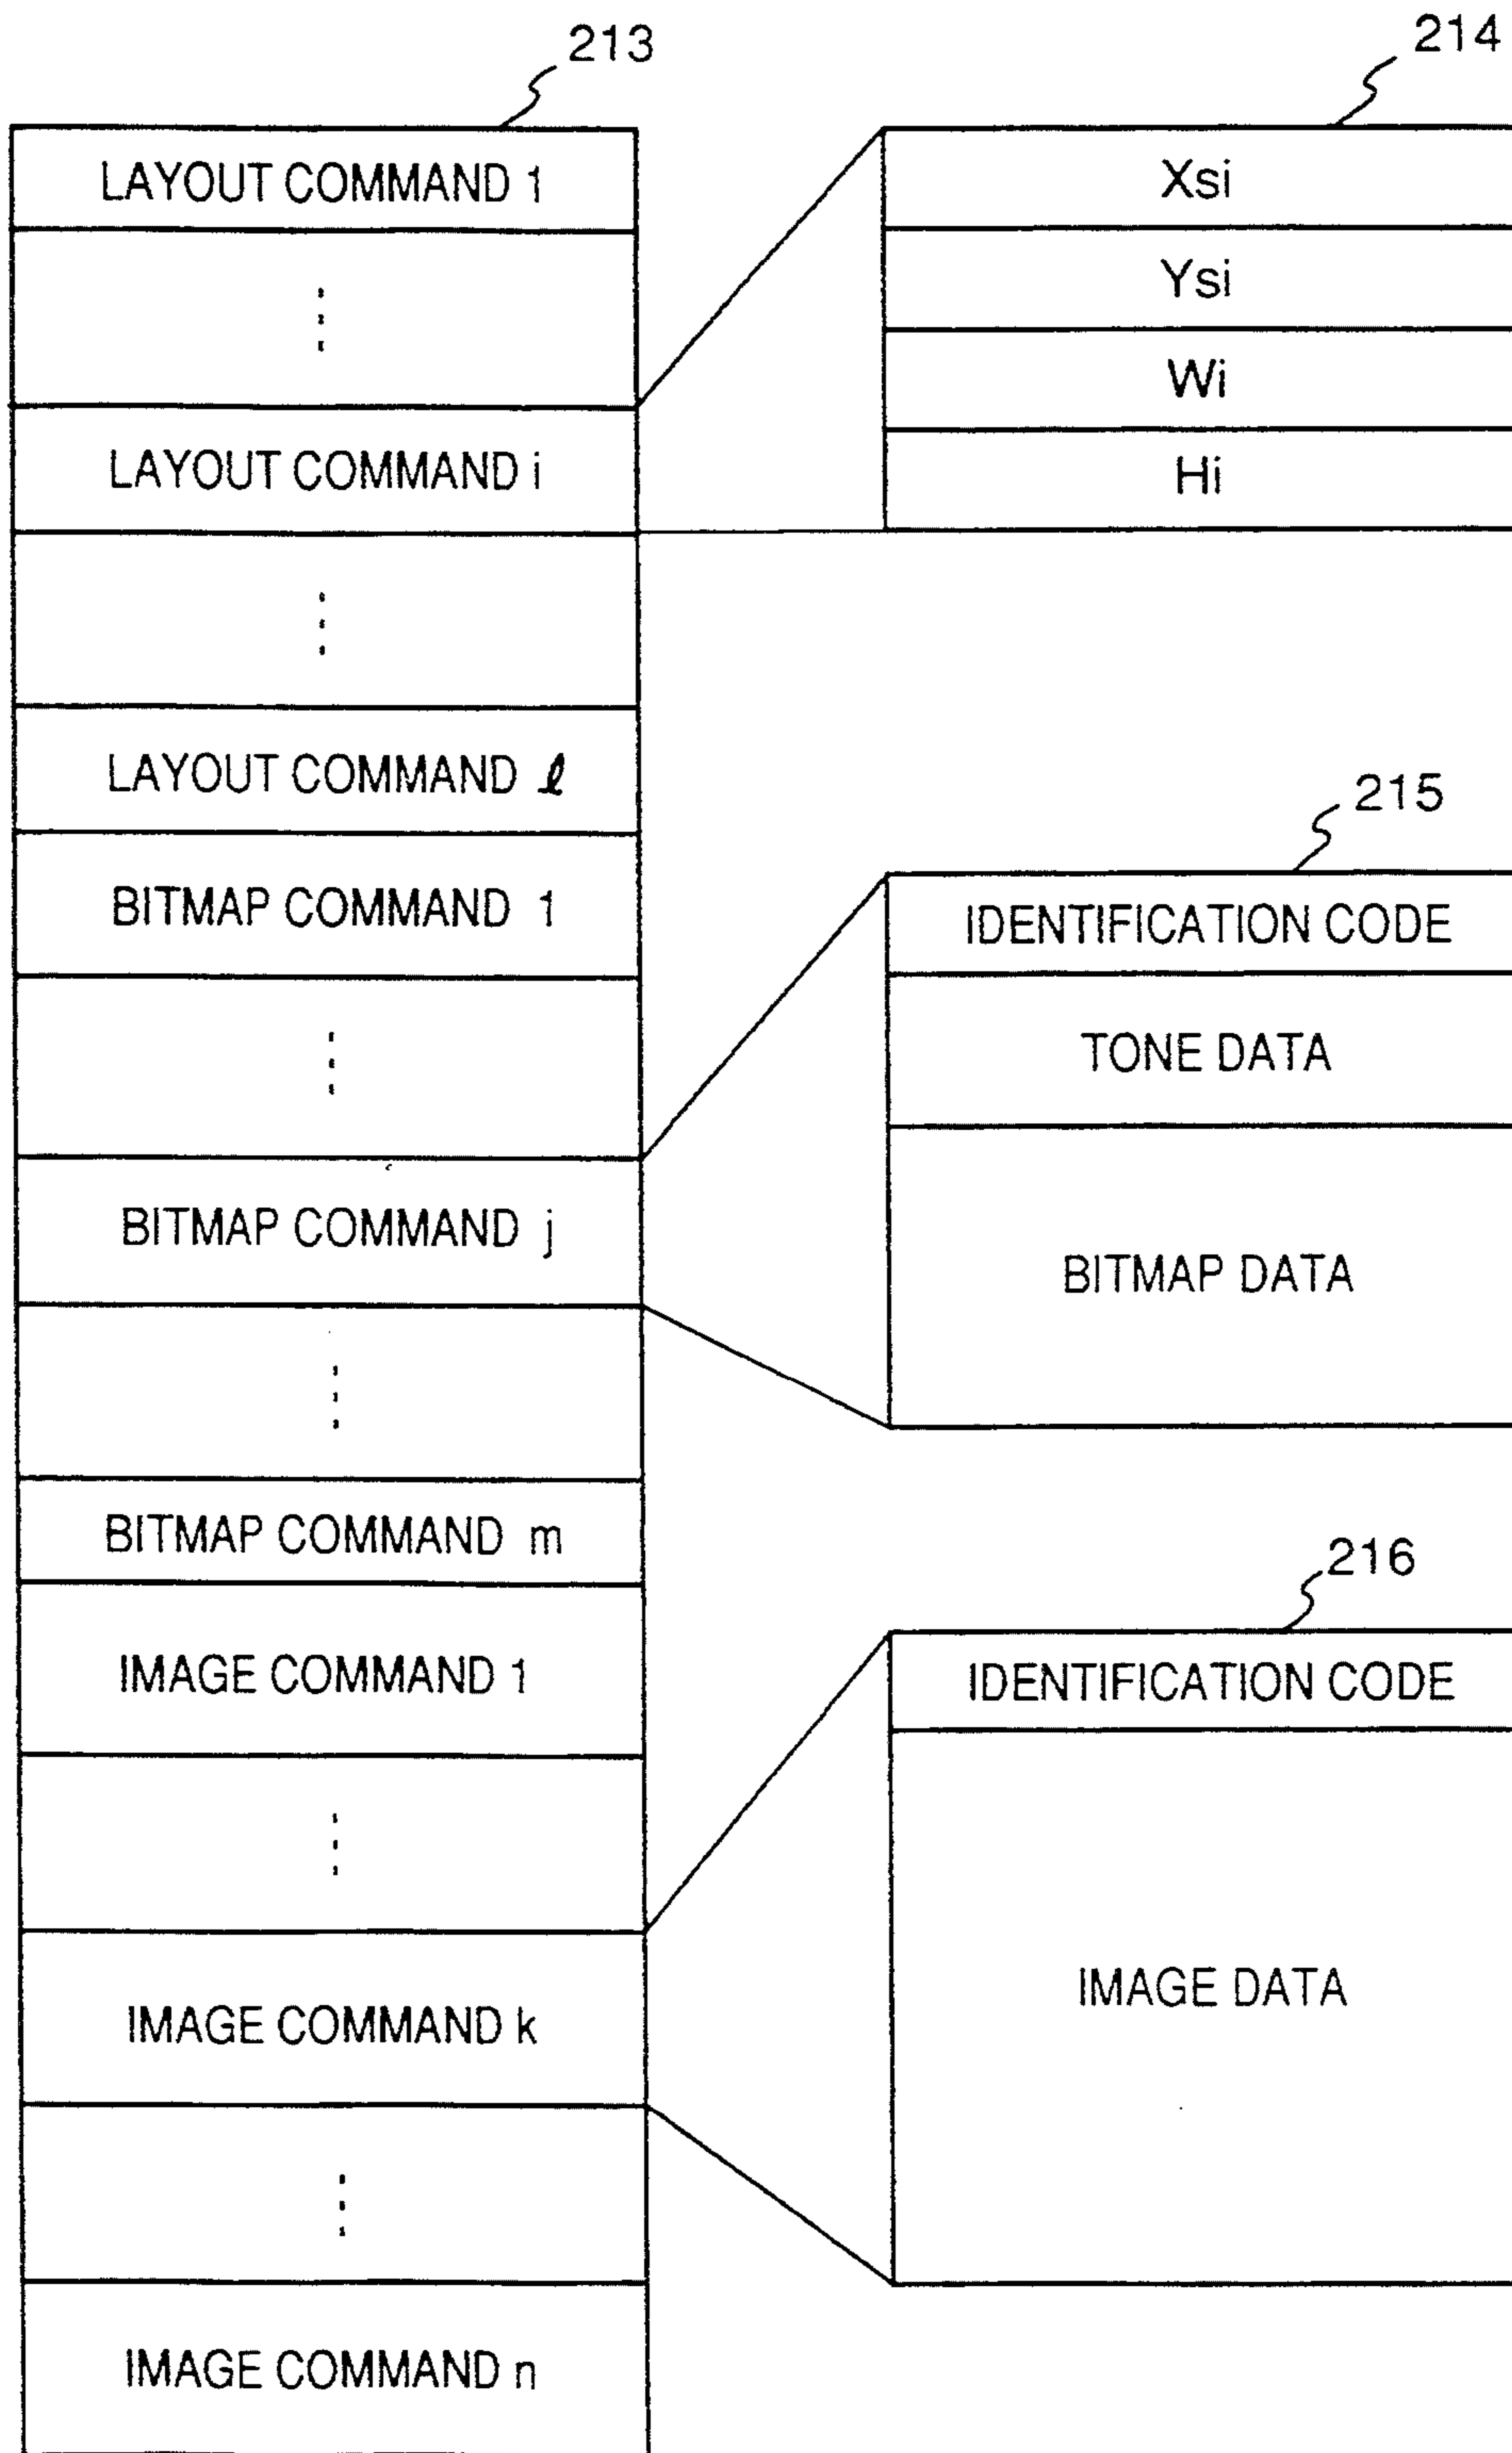 213
LAYOUT COMMAND 1
LAYOUT COMMAND i
LAYOUT COMMAND ℓ
BITMAP COMMAND 1
BITMAP COMMAND j
BITMAP COMMAND m
IMAGE COMMAND 1
IMAGE COMMAND k
IMAGE COMMAND n
214
Xsi
Ysi
Wi
Hi
215
IDENTIFICATION CODE
TONE DATA
BITMAP DATA
216
IDENTIFICATION CODE
IMAGE DATA